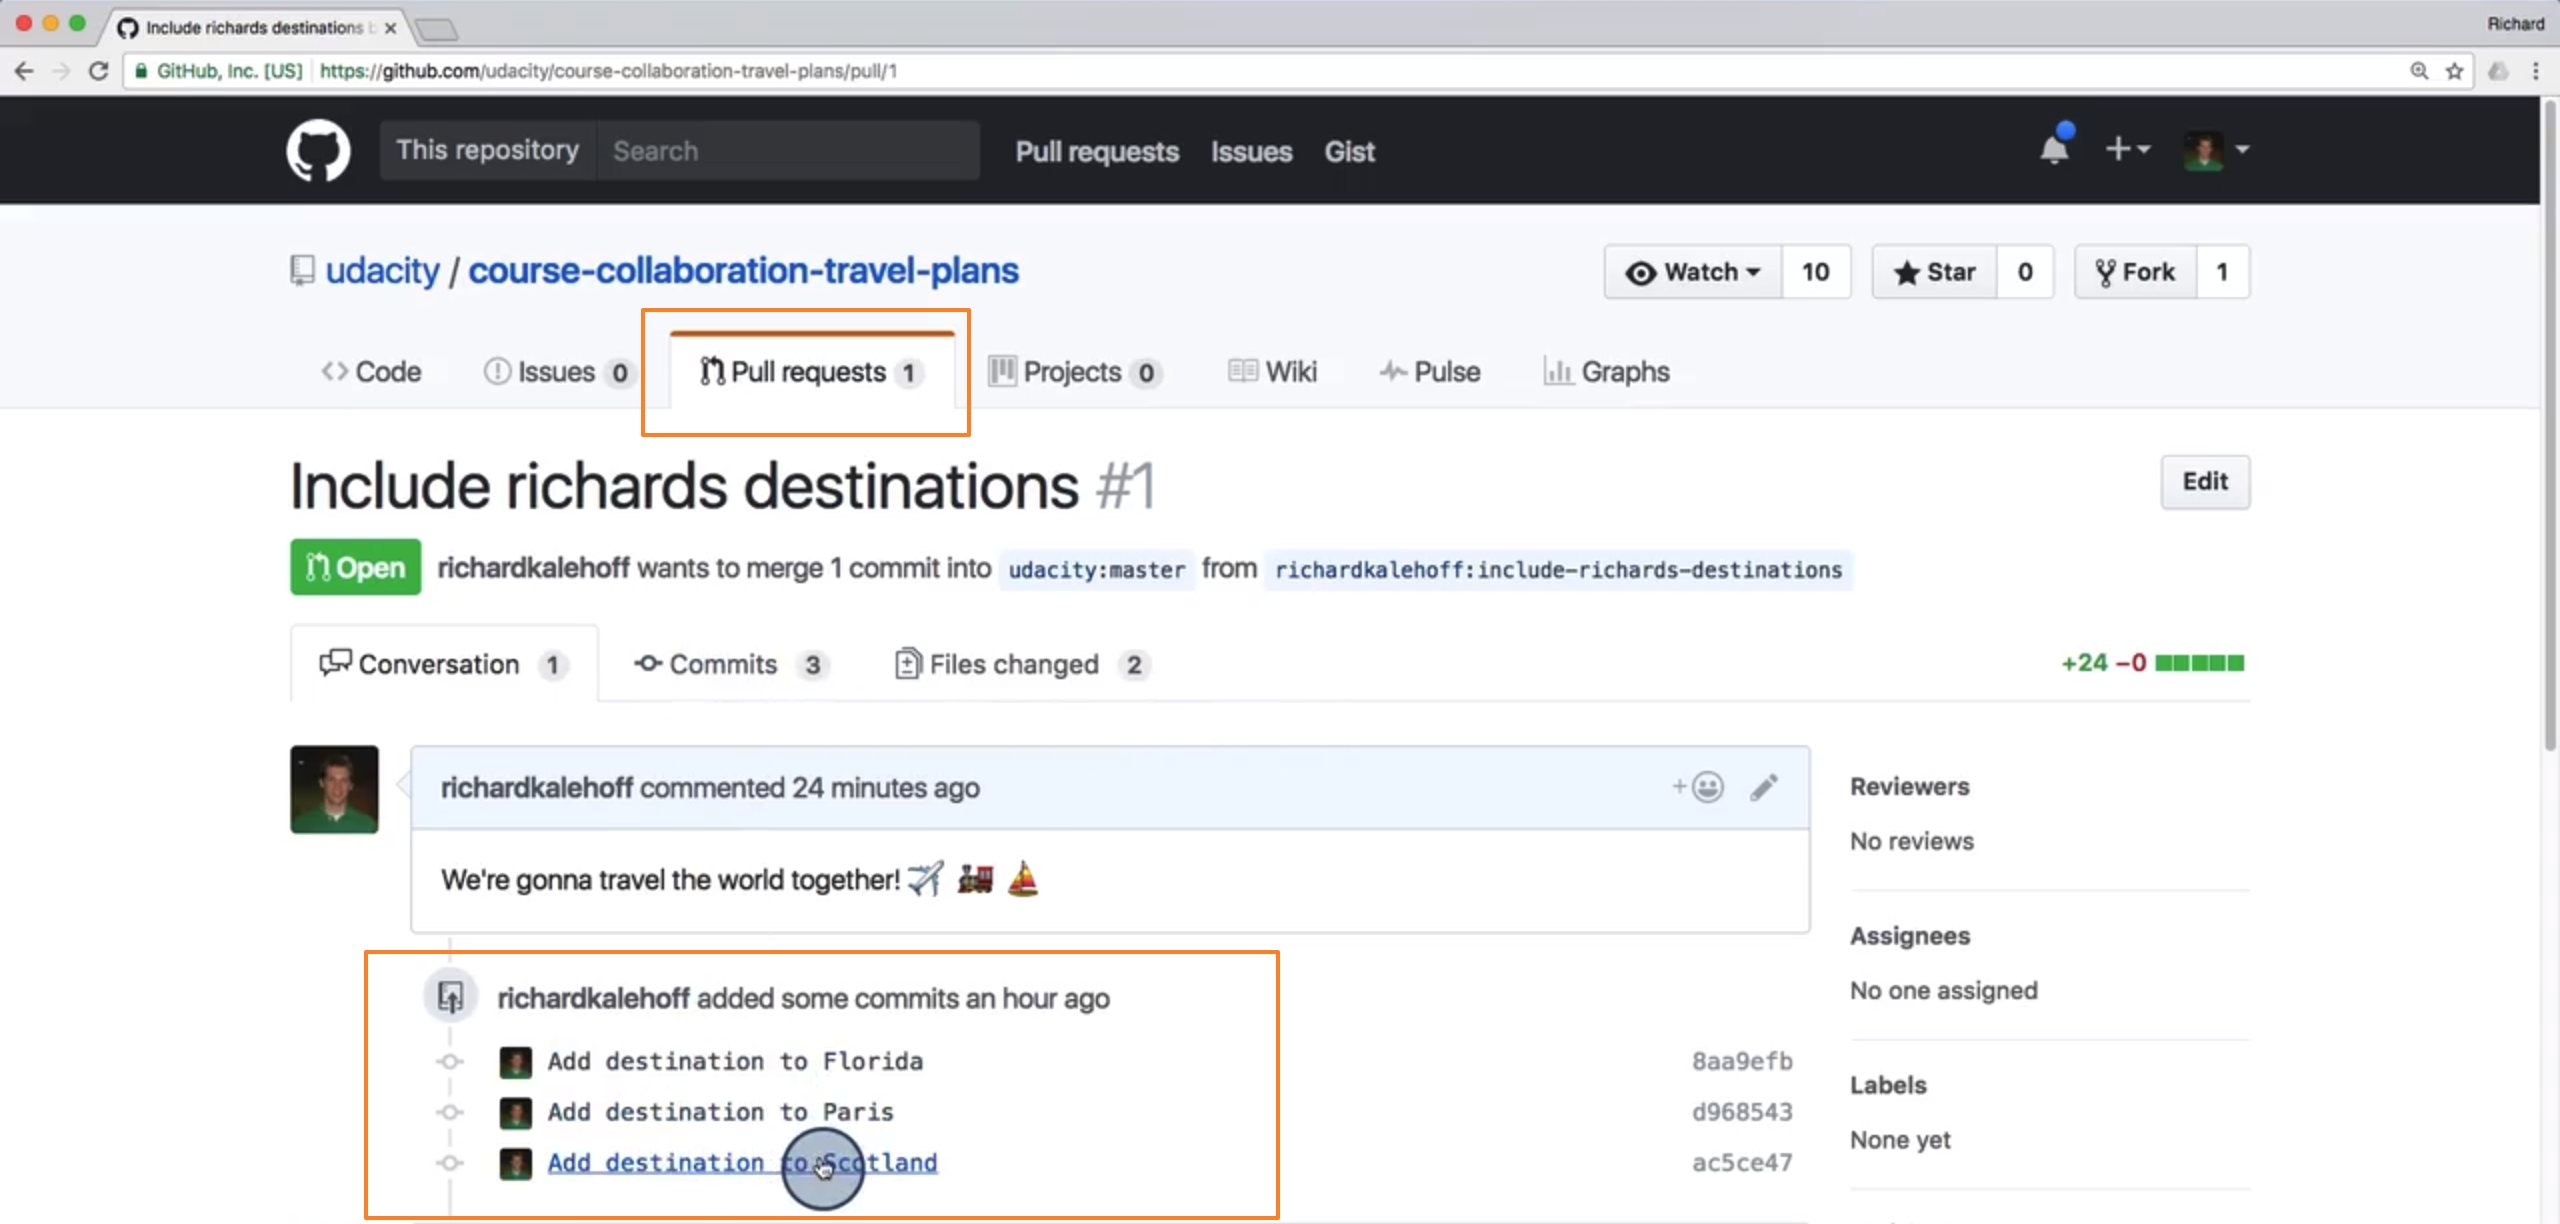 Include richards destinations
Richard
GitHub, Inc. [US] https://github.com/udacity/course-collaboration-travel-plans/pull/1
This repository Search Pull requests Issues Gist
udacity / course-collaboration-travel-plans
Watch 10 Star 0 Fork 1
Code Issues 0 Pull requests 1 Projects 0 Wiki Pulse Graphs
Include richards destinations #1
Edit
Open richardkalehoff wants to merge 1 commit into udacity:master from richardkalehoff:include-richards-destinations
Conversation 1 Commits 3 Files changed 2 +24 −0
richardkalehoff commented 24 minutes ago
We're gonna travel the world together!
richardkalehoff added some commits an hour ago
Add destination to Florida 8aa9efb
Add destination to Paris d968543
Add destination to Scotland ac5ce47
Reviewers
No reviews
Assignees
No one assigned
Labels
None yet